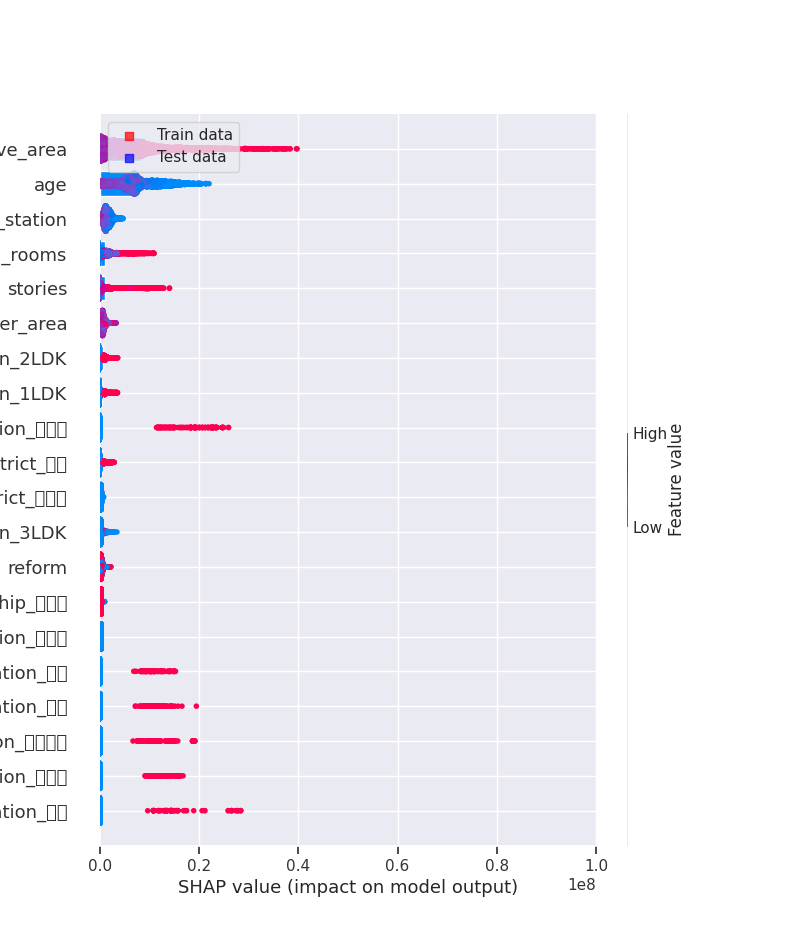 Train data
Test data
ve_area
age
_station
_rooms
stories
er_area
n_2LDK
n_1LDK
ion_□□□
trict_□□
rict_□□□
n_3LDK
reform
hip_□□□
ion_□□□
ation_□□
ation_□□
on_□□□□
ion_□□□
ation_□□
High
Low
Feature value
0.0 0.2 0.4 0.6 0.8 1.0
1e8
SHAP value (impact on model output)